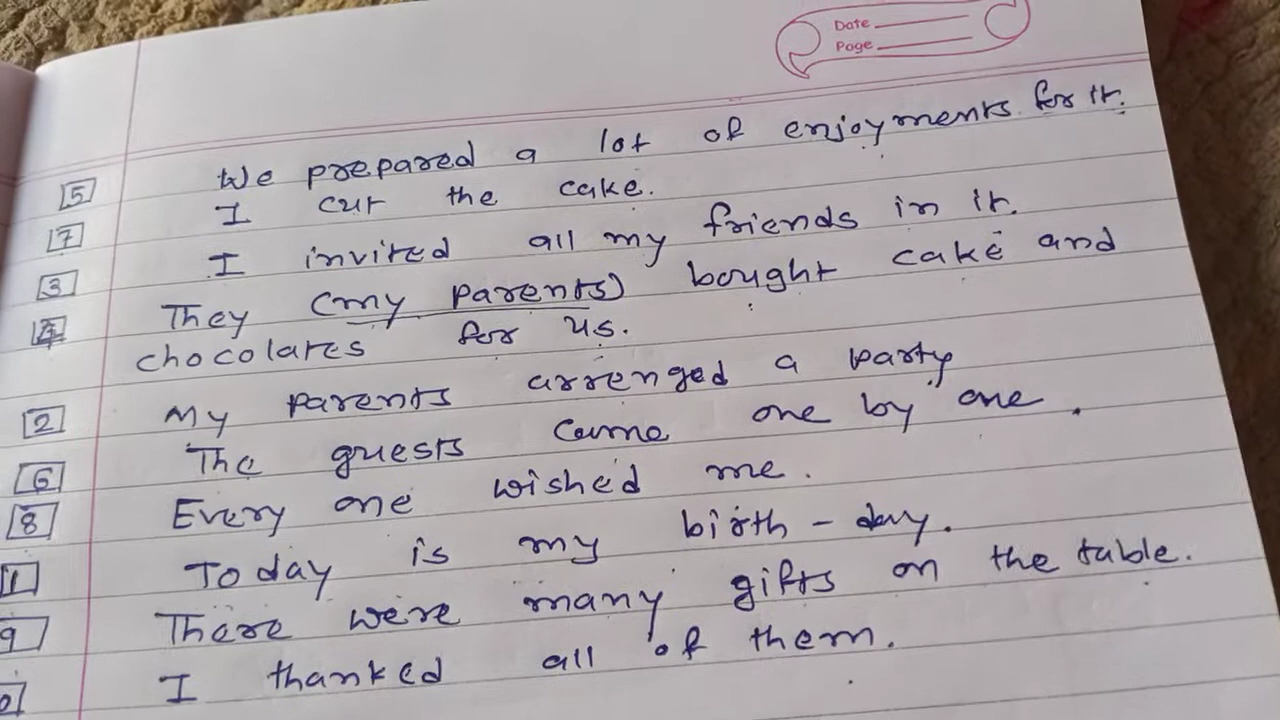 Date
Page
5 We prepared a lot of enjoyments for it.
7 I cut the cake.
3 I invited all my friends in it.
4 They (my parents) bought cake and
chocolates for us.
2 My parents arrenged a party
6 The guests came one by one.
8 Every one wished me.
1 Today is my birth-day.
9 There were many gifts on the table.
0 I thanked all of them.